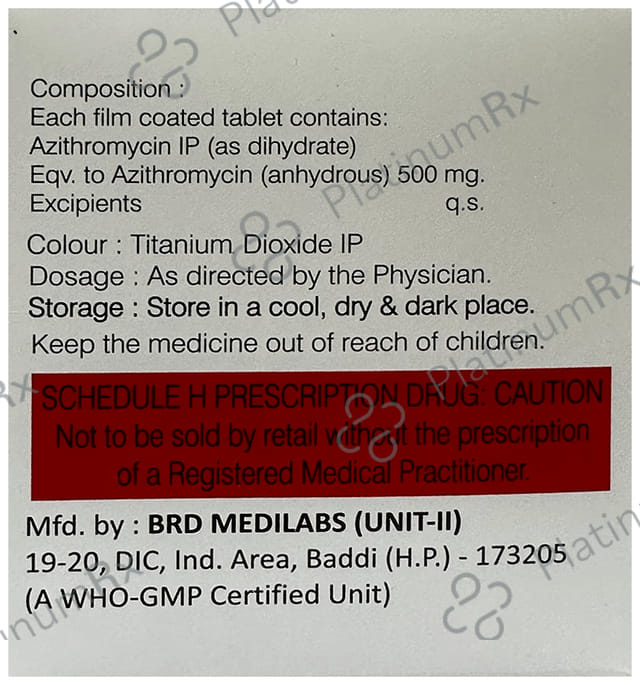 Composition :
Each film coated tablet contains:
Azithromycin IP (as dihydrate)
Eqv. to Azithromycin (anhydrous) 500 mg.
Excipients q.s.
Colour : Titanium Dioxide IP
Dosage : As directed by the Physician.
Storage : Store in a cool, dry & dark place.
Keep the medicine out of reach of children.
SCHEDULE H PRESCRIPTION DRUG: CAUTION
Not to be sold by retail without the prescription
of a Registered Medical Practitioner.
Mfd. by : BRD MEDILABS (UNIT-II)
19-20, DIC, Ind. Area, Baddi (H.P.) - 173205
(A WHO-GMP Certified Unit)
PlatinumRx
PlatinumRx